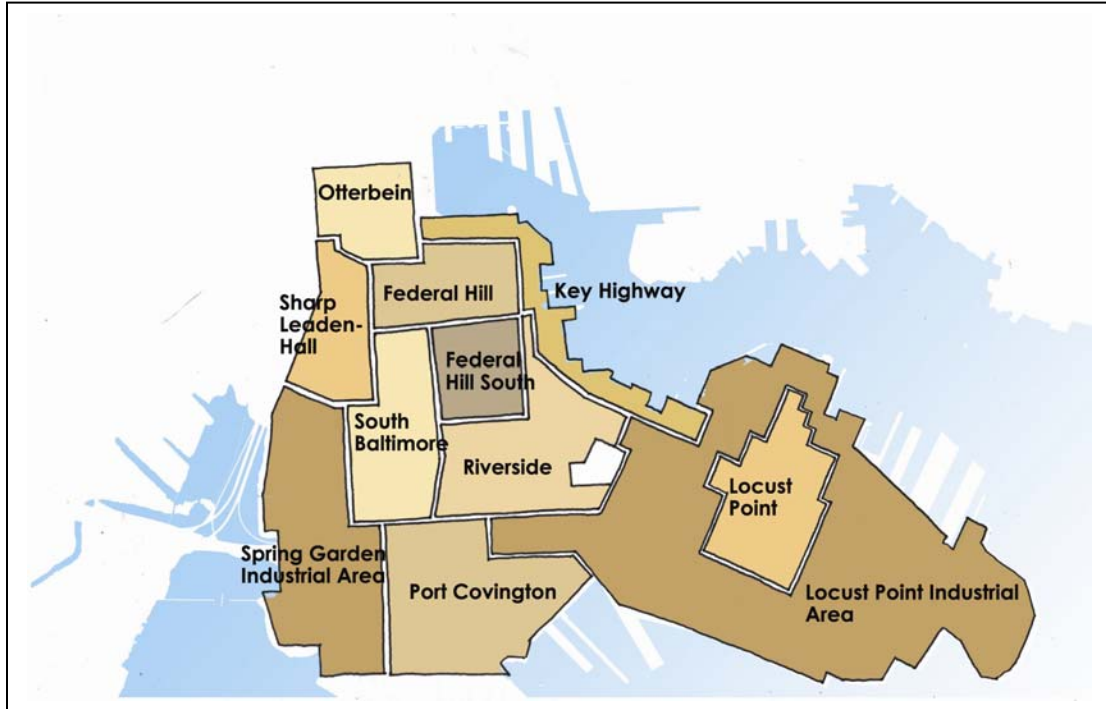 Otterbein
Sharp
Leaden-
Hall
Federal Hill
Key Highway
Federal
Hill South
South
Baltimore
Riverside
Locust
Point
Spring Garden
Industrial Area
Port Covington
Locust Point Industrial
Area